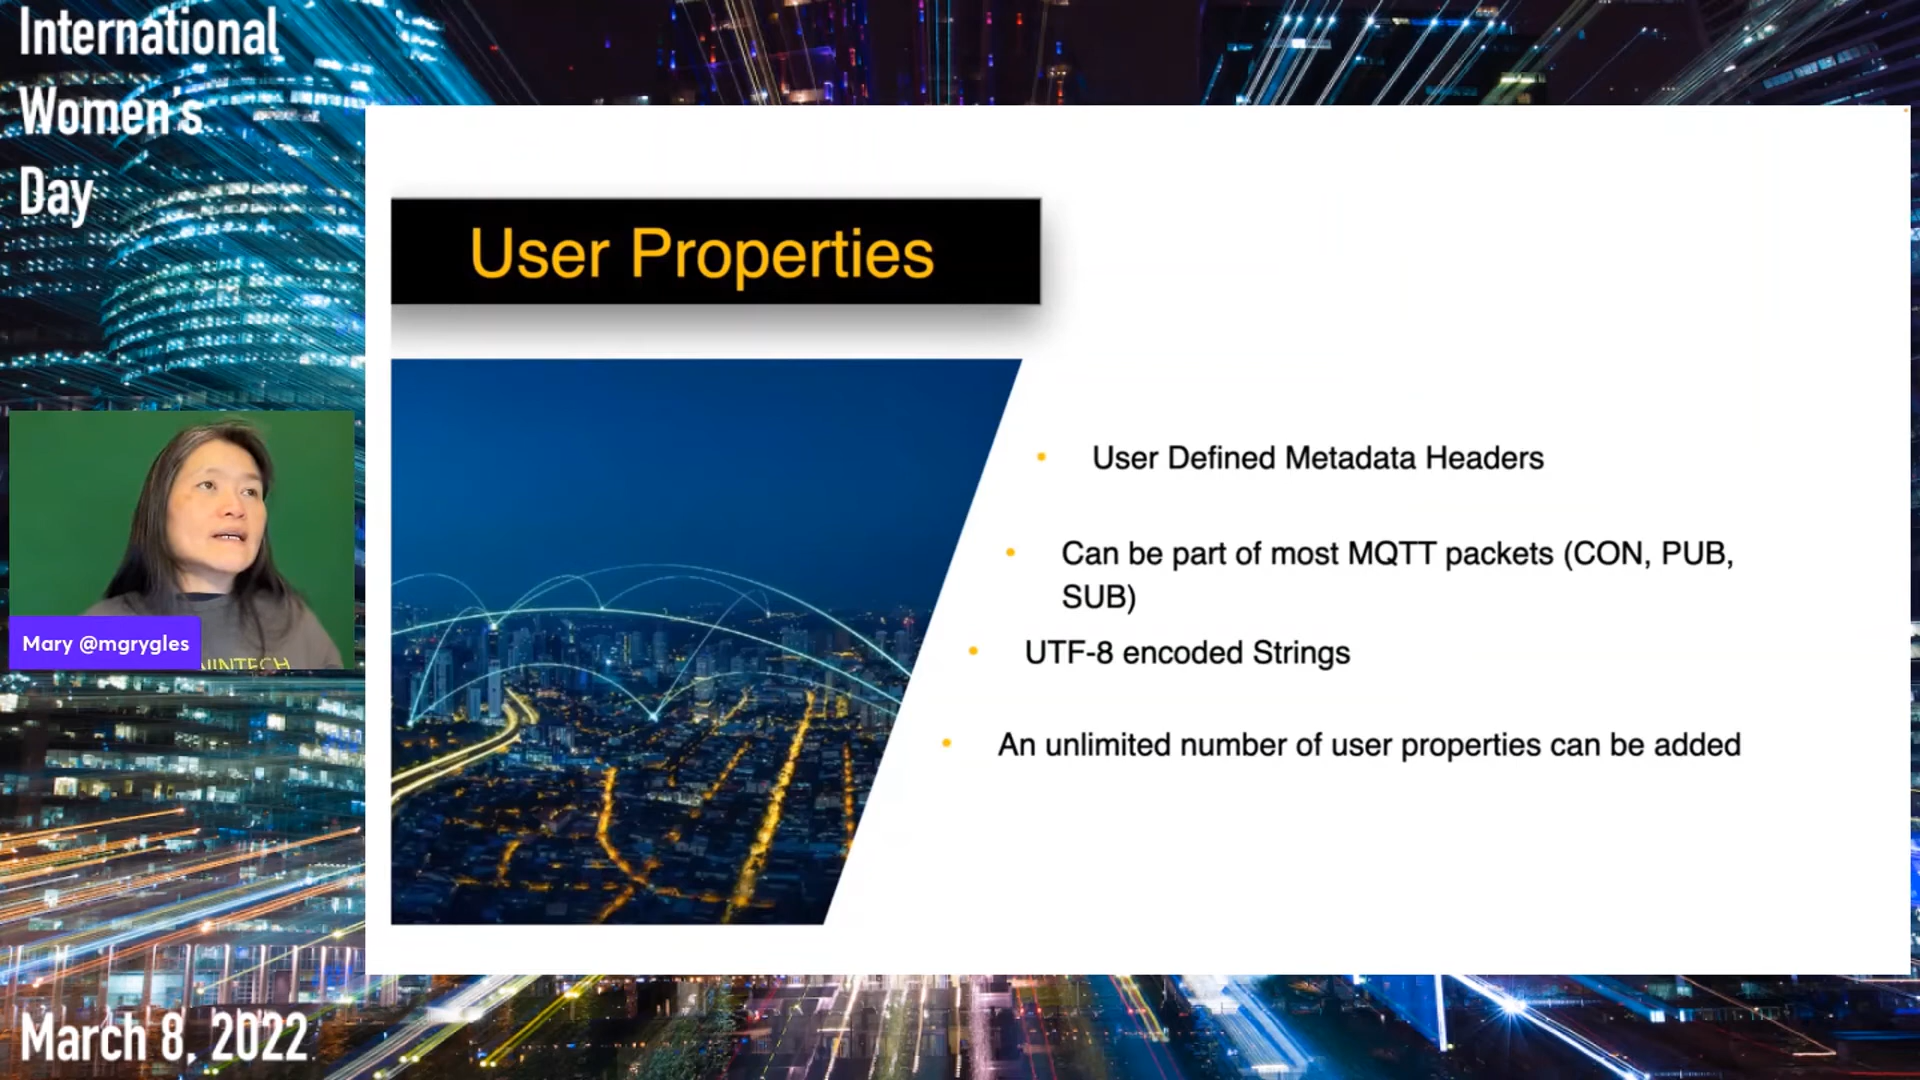 International
Women's
Day
User Properties
User Defined Metadata Headers
Can be part of most MQTT packets (CON, PUB,
SUB)
UTF-8 encoded Strings
An unlimited number of user properties can be added
Mary @mgrygles
March 8, 2022